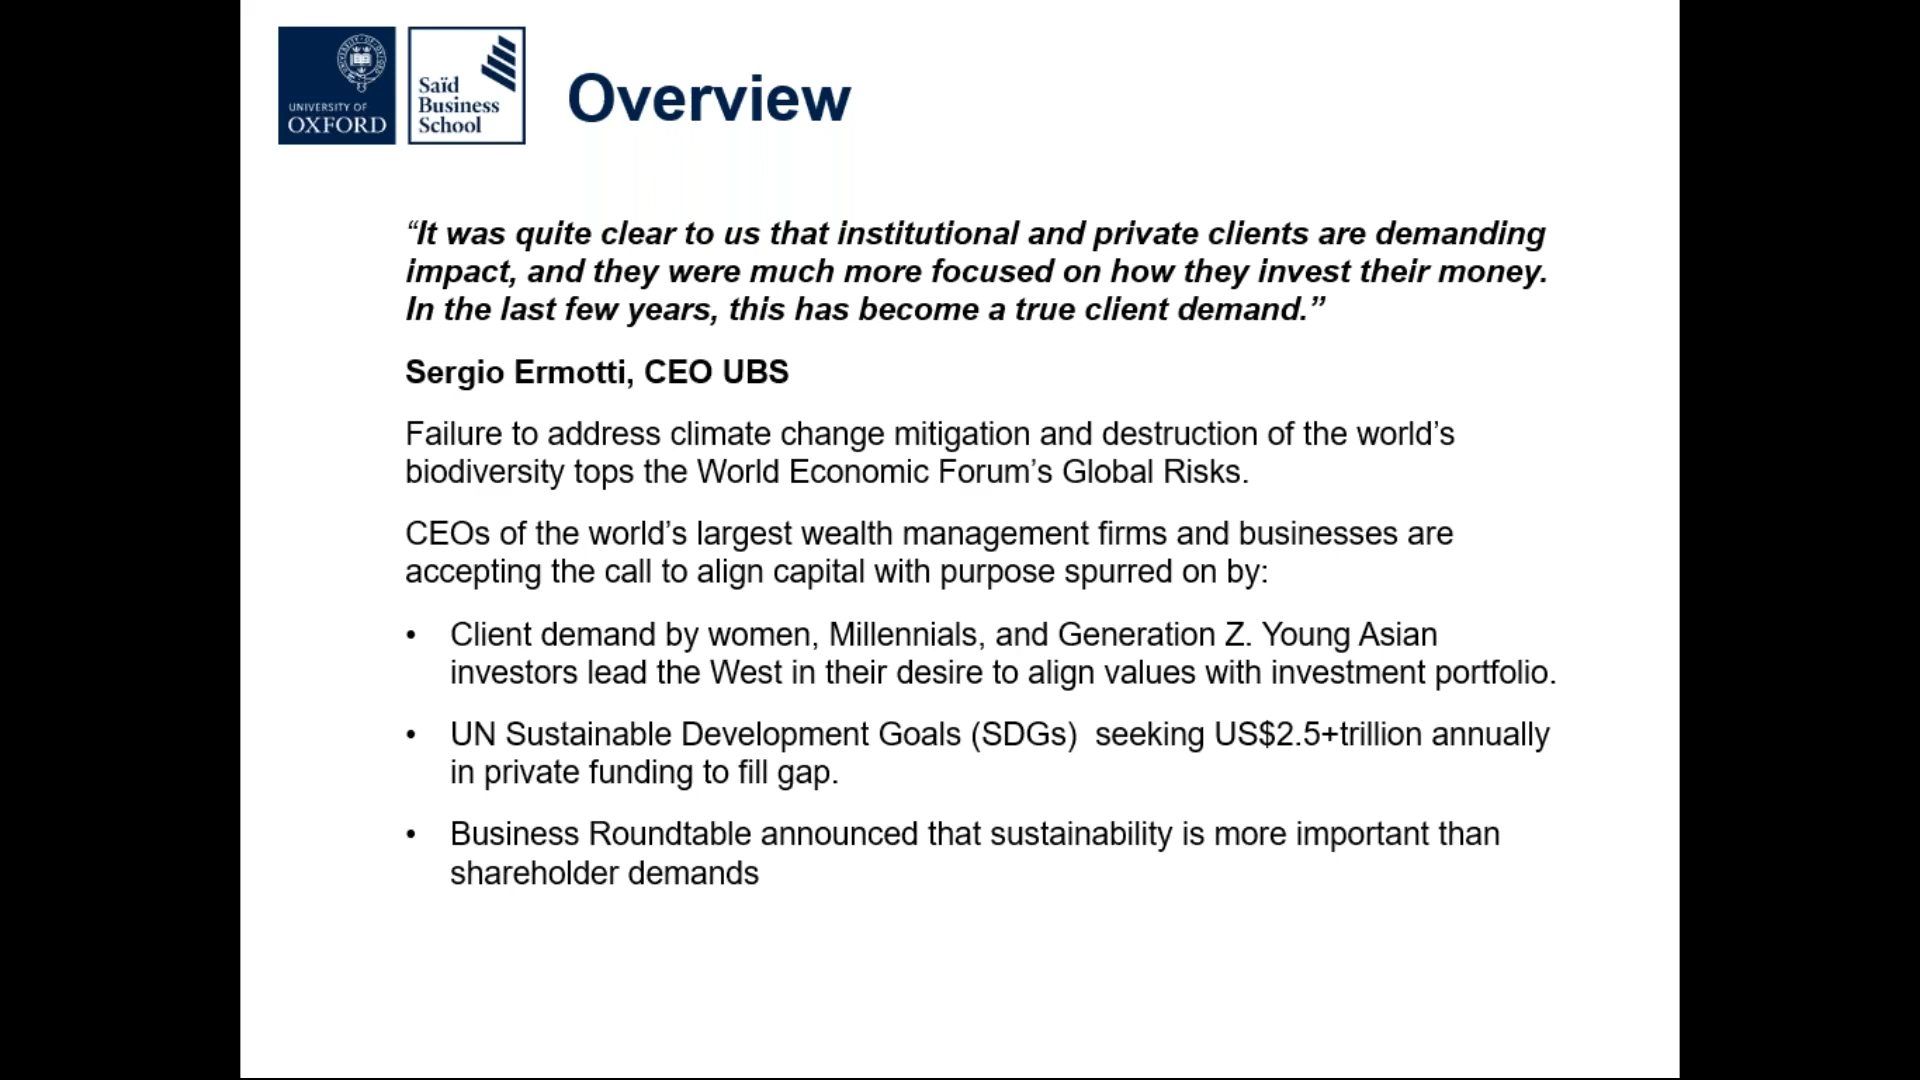 UNIVERSITY OF
OXFORD
Saïd
Business
School
Overview
“It was quite clear to us that institutional and private clients are demanding
impact, and they were much more focused on how they invest their money.
In the last few years, this has become a true client demand.”
Sergio Ermotti, CEO UBS
Failure to address climate change mitigation and destruction of the world’s
biodiversity tops the World Economic Forum’s Global Risks.
CEOs of the world’s largest wealth management firms and businesses are
accepting the call to align capital with purpose spurred on by:
• Client demand by women, Millennials, and Generation Z. Young Asian
investors lead the West in their desire to align values with investment portfolio.
• UN Sustainable Development Goals (SDGs)  seeking US$2.5+trillion annually
in private funding to fill gap.
• Business Roundtable announced that sustainability is more important than
shareholder demands